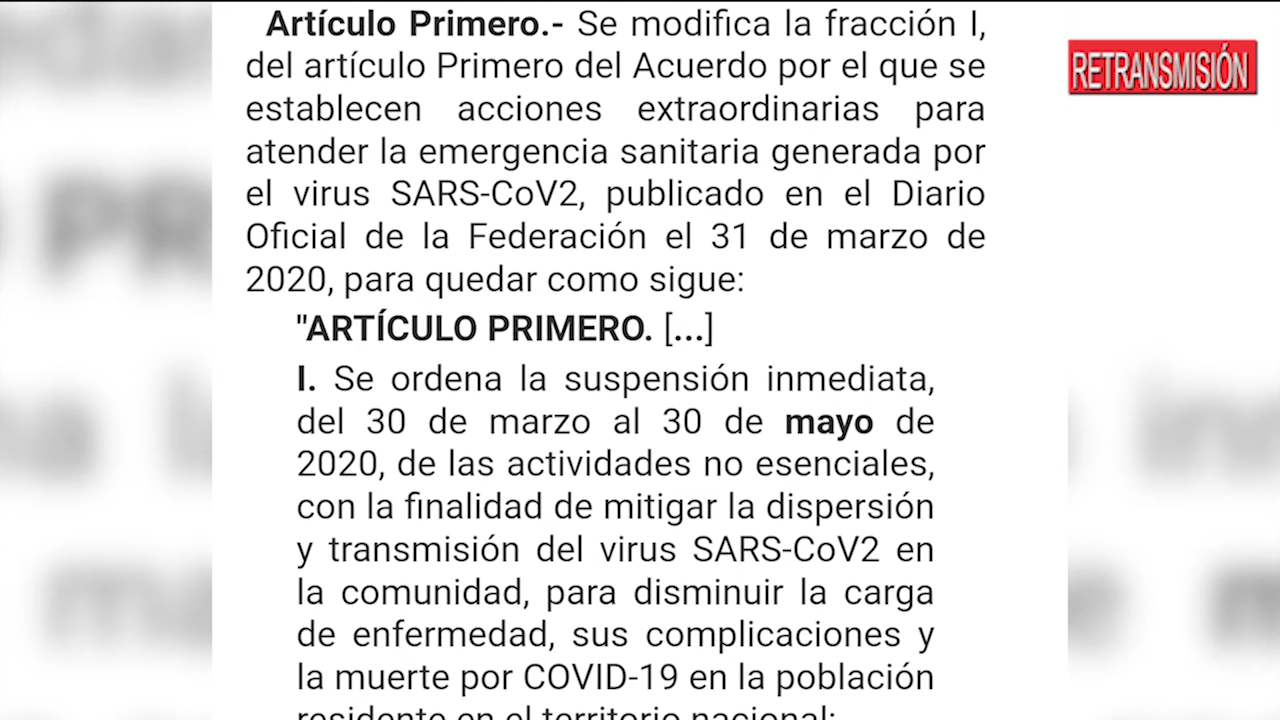 Artículo Primero.- Se modifica la fracción I,
del artículo Primero del Acuerdo por el que se
establecen acciones extraordinarias para
atender la emergencia sanitaria generada por
el virus SARS-CoV2, publicado en el Diario
Oficial de la Federación el 31 de marzo de
2020, para quedar como sigue:
"ARTÍCULO PRIMERO. [...]
I. Se ordena la suspensión inmediata,
del 30 de marzo al 30 de mayo de
2020, de las actividades no esenciales,
con la finalidad de mitigar la dispersión
y transmisión del virus SARS-CoV2 en
la comunidad, para disminuir la carga
de enfermedad, sus complicaciones y
la muerte por COVID-19 en la población
residente en el territorio nacional;
RETRANSMISIÓN